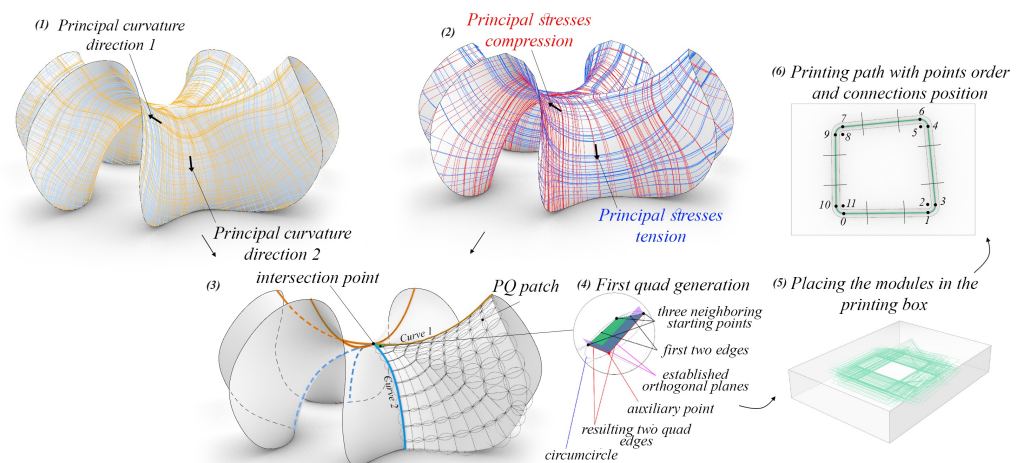 (1) Principal curvature
direction 1
(2) Principal stresses
compression
(6) Printing path with points order
and connections position
7
6
9
8
5
4
10
11
2
3
0
1
Principal curvature
direction 2
Principal stresses
tension
(3)
intersection point
PQ patch
Curve 1
Curve 2
(4) First quad generation
three neighboring
starting points
first two edges
established
orthogonal planes
auxiliary point
resulting two quad
edges
circumcircle
(5) Placing the modules in the
printing box